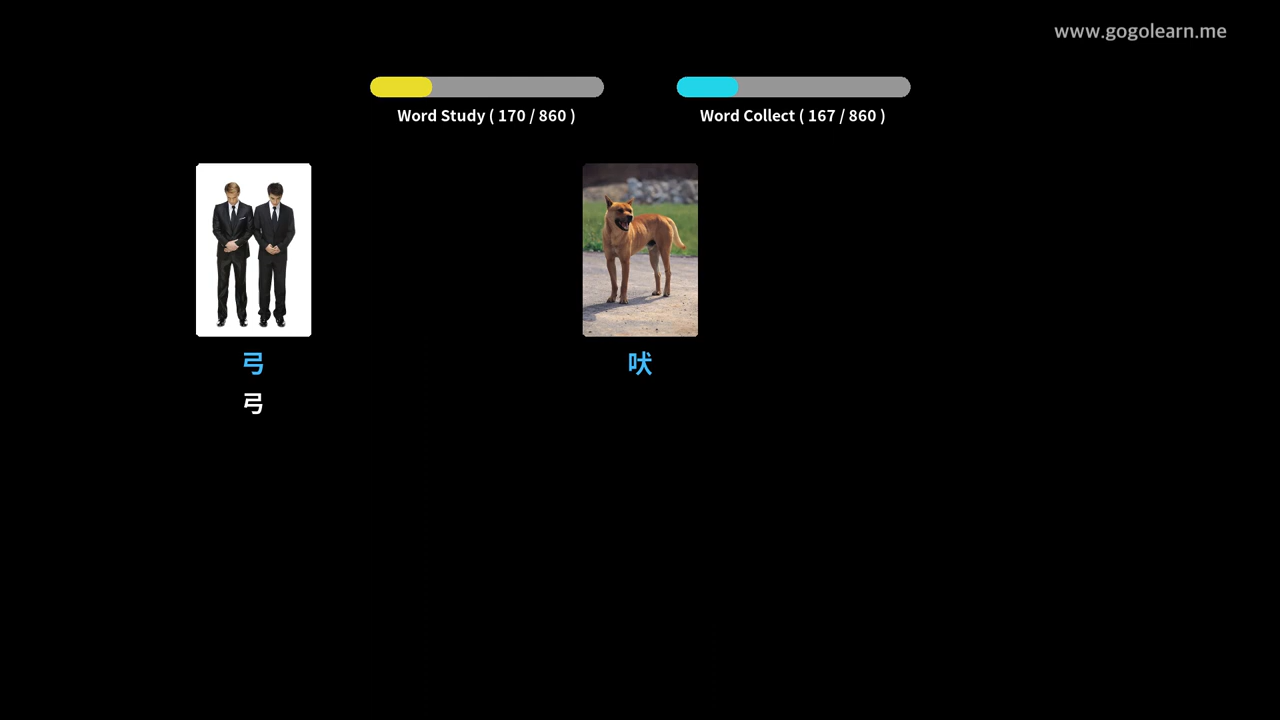 www.gogolearn.me
Word Study ( 170 / 860 )
Word Collect ( 167 / 860 )
弓
吠
弓